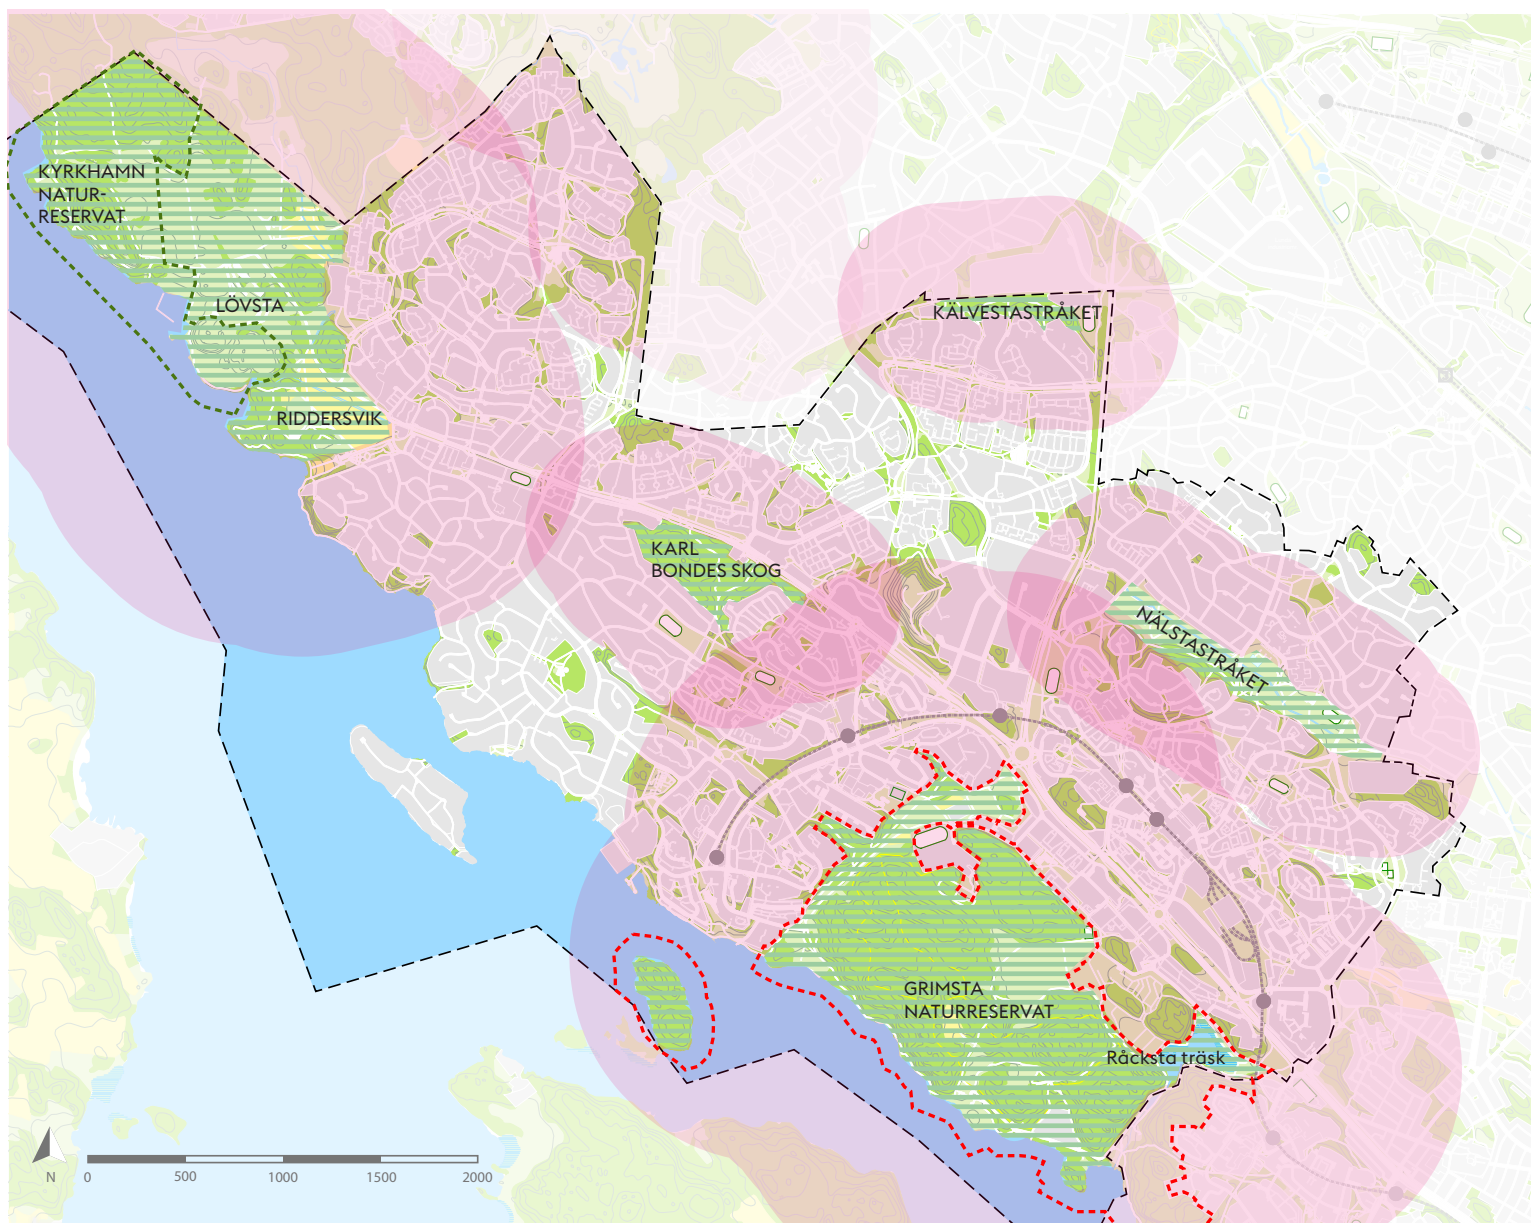 KYRKHAMN
NATUR-
RESERVAT
LÖVSTA
RIDDERSVIK
KÄLVESTASTRÅKET
KARL
BONDES SKOG
NÄLSTASTRÅKET
GRIMSTA
NATURRESERVAT
Råcksta träsk
N
0 500 1000 1500 2000